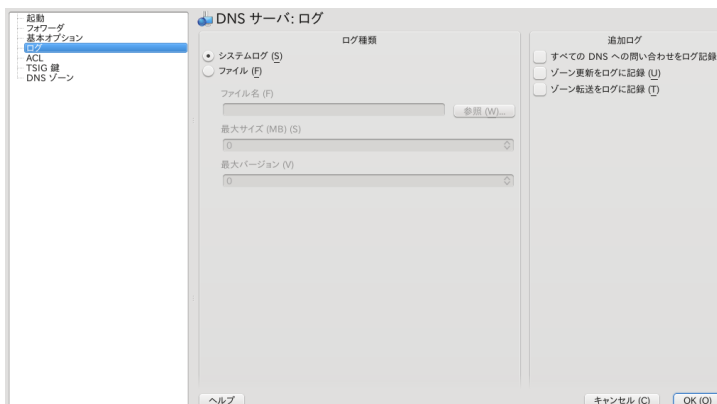 起動
フォワーダ
基本オプション
ログ
ACL
TSIG 鍵
DNS ゾーン
DNS サーバ: ログ
ログ種類
システムログ (S)
ファイル (F)
ファイル名 (F)
参照 (W)...
最大サイズ (MB) (S)
0
最大バージョン (V)
0
追加ログ
すべての DNS への問い合わせをログ記録
ゾーン更新をログに記録 (U)
ゾーン転送をログに記録 (T)
ヘルプ
キャンセル (C)
OK (O)